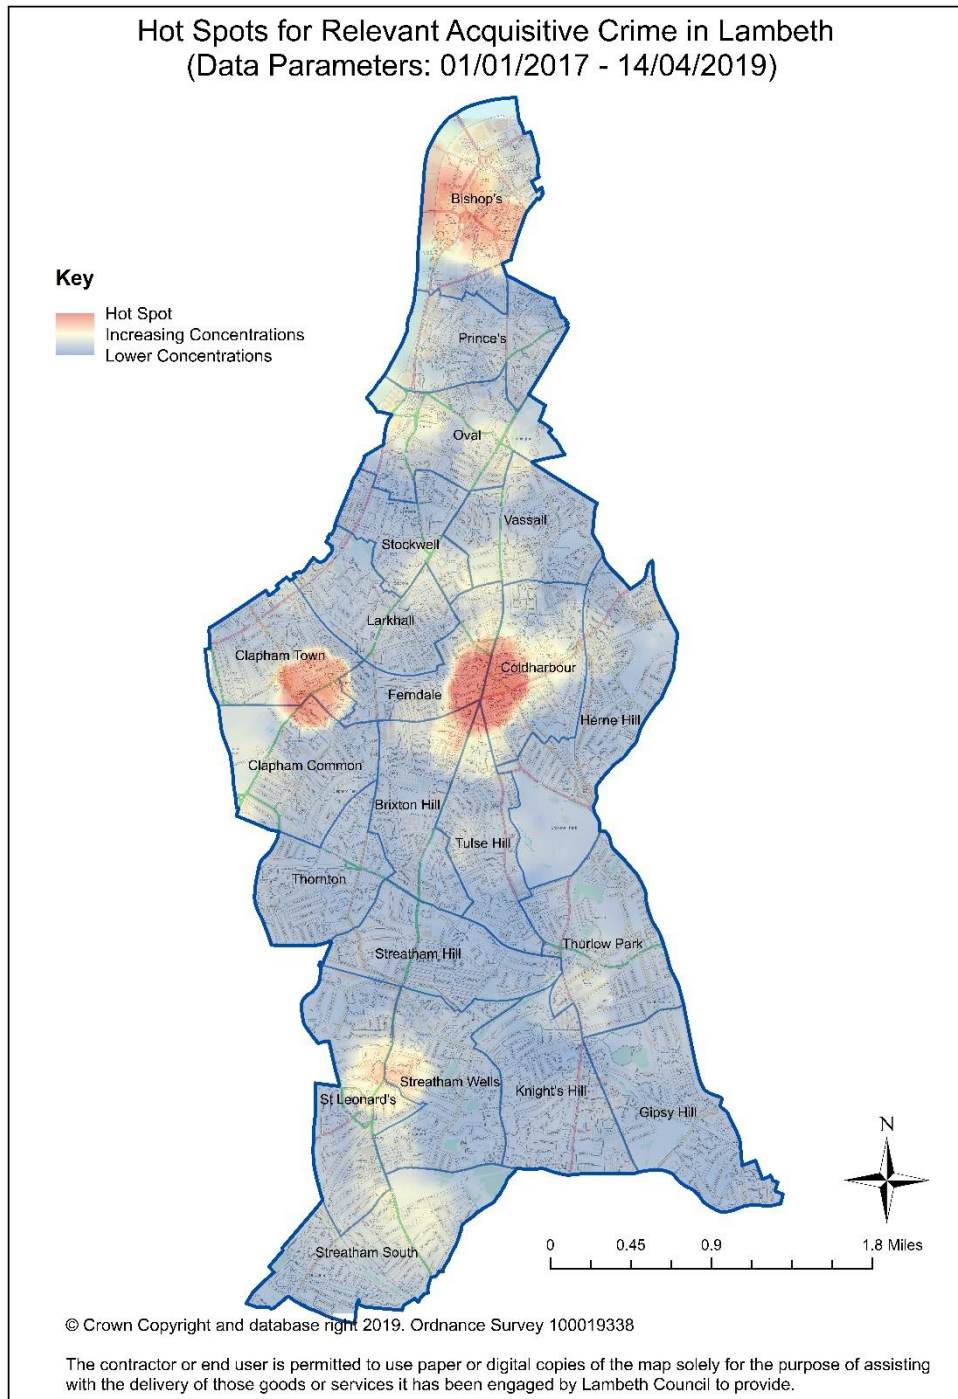 Hot Spots for Relevant Acquisitive Crime in Lambeth
(Data Parameters: 01/01/2017 - 14/04/2019)
Bishop's
Key
Hot Spot
Increasing Concentrations
Lower Concentrations
Prince's
Oval
Vassall
Stockwell
Larkhall
Clapham Town
Coldharbour
Ferndale
Herne Hill
Clapham Common
Brixton Hill
Tulse Hill
Thornton
Thurlow Park
Streatham Hill
Streatham Wells
Knight's Hill
St Leonard's
Gipsy Hill
N
0 0.45 0.9 1.8 Miles
Streatham South
© Crown Copyright and database right 2019. Ordnance Survey 100019338
The contractor or end user is permitted to use paper or digital copies of the map solely for the purpose of assisting
with the delivery of those goods or services it has been engaged by Lambeth Council to provide.